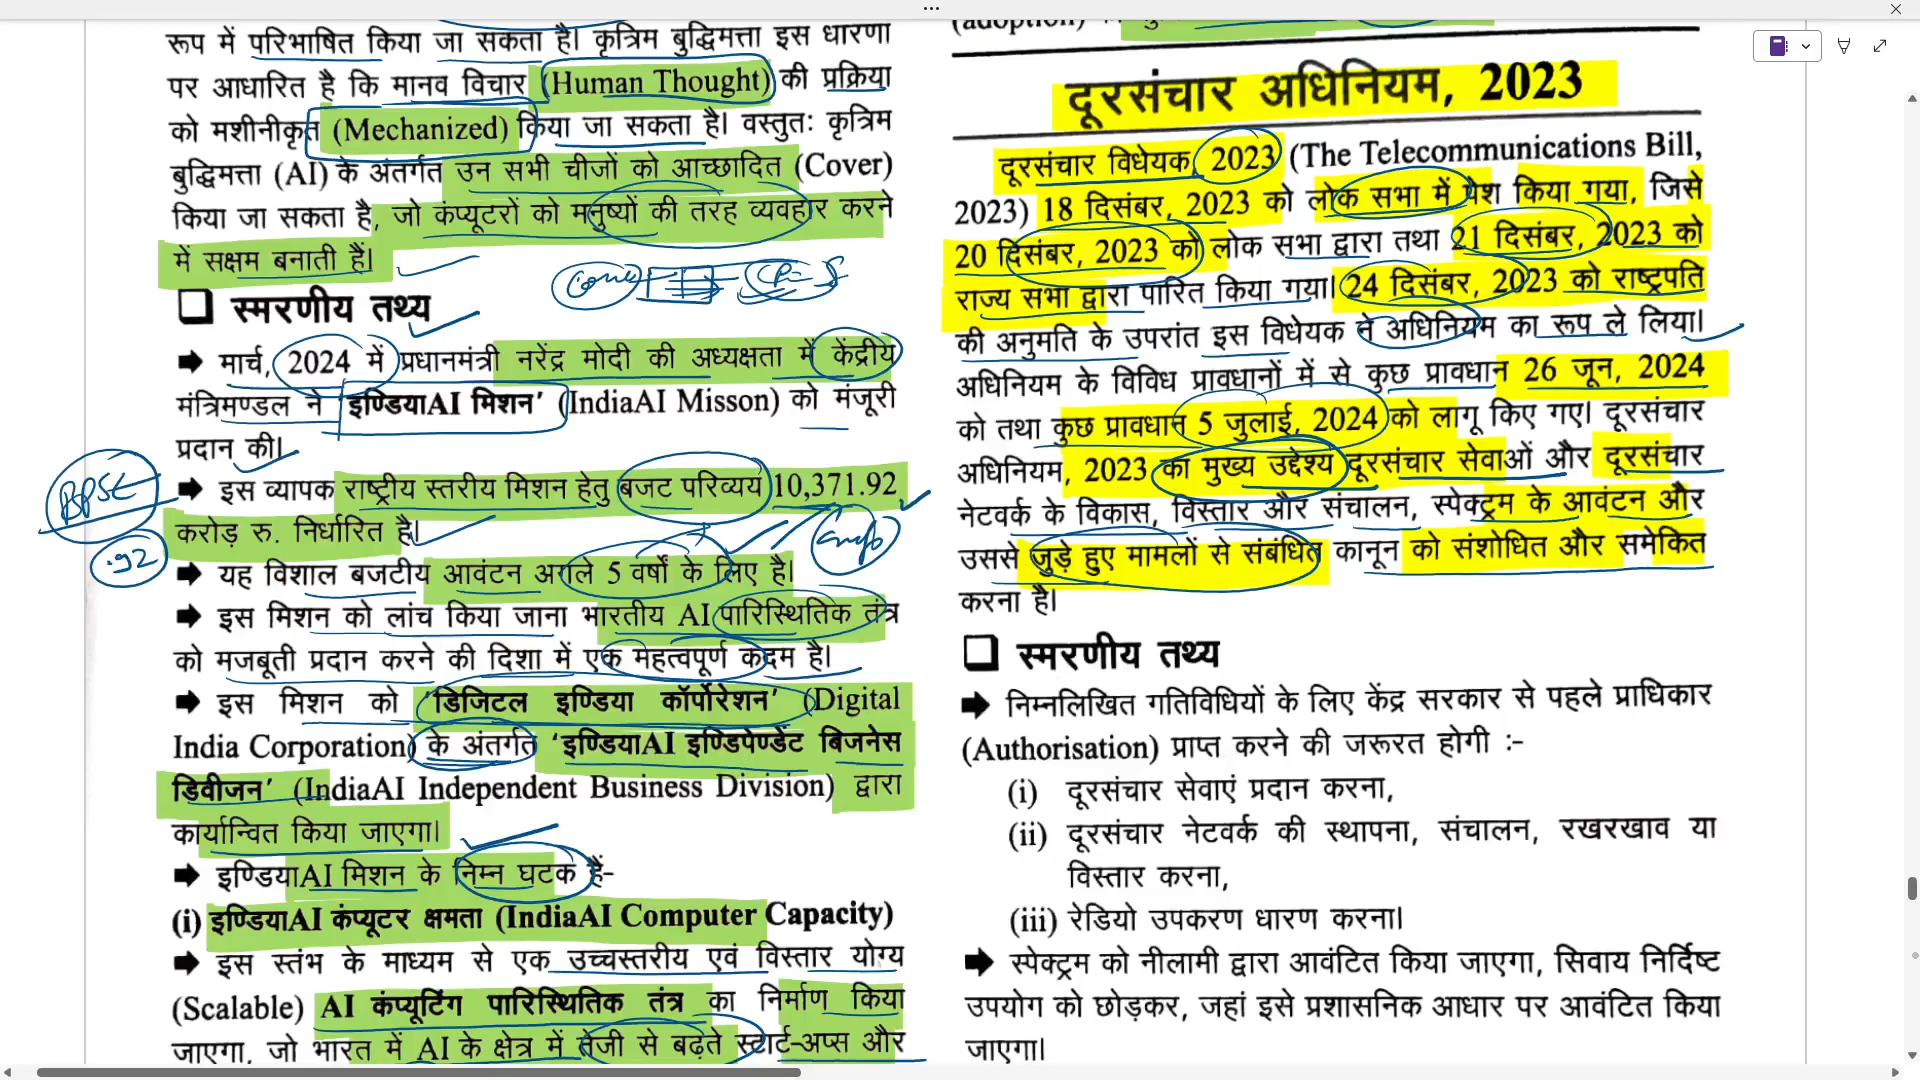 रूप में परिभाषित किया जा सकता है। कृत्रिम बुद्धिमत्ता इस धारणा
पर आधारित है कि मानव विचार (Human Thought) की प्रक्रिया
को मशीनीकृत (Mechanized) किया जा सकता है। वस्तुतः कृत्रिम
बुद्धिमत्ता (AI) के अंतर्गत उन सभी चीजों को आच्छादित (Cover)
किया जा सकता है, जो कंप्यूटरों को मनुष्यों की तरह व्यवहार करने
में सक्षम बनाती हैं।
❑ स्मरणीय तथ्य
➡ मार्च, 2024 में प्रधानमंत्री नरेंद्र मोदी की अध्यक्षता में केंद्रीय
मंत्रिमण्डल ने 'इण्डियाAI मिशन' (IndiaAI Misson) को मंजूरी
प्रदान की।
➡ इस व्यापक राष्ट्रीय स्तरीय मिशन हेतु बजट परिव्यय 10,371.92
करोड़ रु. निर्धारित है।
BPSC
.92
➡ यह विशाल बजटीय आवंटन अगले 5 वर्षों के लिए है।
➡ इस मिशन को लांच किया जाना भारतीय AI पारिस्थितिक तंत्र
को मजबूती प्रदान करने की दिशा में एक महत्वपूर्ण कदम है।
➡ इस मिशन को 'डिजिटल इण्डिया कॉर्पोरेशन' (Digital
India Corporation) के अंतर्गत 'इण्डियाAI इण्डिपेण्डेंट बिजनेस
डिवीजन' (IndiaAI Independent Business Division) द्वारा
कार्यान्वित किया जाएगा।
➡ इण्डियाAI मिशन के निम्न घटक हैं-
(i) इण्डियाAI कंप्यूटर क्षमता (IndiaAI Computer Capacity)
➡ इस स्तंभ के माध्यम से एक उच्चस्तरीय एवं विस्तार योग्य
(Scalable) AI कंप्यूटिंग पारिस्थितिक तंत्र का निर्माण किया
जाएगा, जो भारत में AI के क्षेत्र में तेजी से बढ़ते स्टार्ट-अप्स और
(adoption)
दूरसंचार अधिनियम, 2023
दूरसंचार विधेयक, 2023 (The Telecommunications Bill,
2023) 18 दिसंबर, 2023 को लोक सभा में पेश किया गया, जिसे
20 दिसंबर, 2023 को लोक सभा द्वारा तथा 21 दिसंबर, 2023 को
राज्य सभा द्वारा पारित किया गया। 24 दिसंबर, 2023 को राष्ट्रपति
की अनुमति के उपरांत इस विधेयक ने अधिनियम का रूप ले लिया।
अधिनियम के विविध प्रावधानों में से कुछ प्रावधान 26 जून, 2024
को तथा कुछ प्रावधान 5 जुलाई, 2024 को लागू किए गए। दूरसंचार
अधिनियम, 2023 का मुख्य उद्देश्य दूरसंचार सेवाओं और दूरसंचार
नेटवर्क के विकास, विस्तार और संचालन, स्पेक्ट्रम के आवंटन और
उससे जुड़े हुए मामलों से संबंधित कानून को संशोधित और समेकित
करना है।
❑ स्मरणीय तथ्य
➡ निम्नलिखित गतिविधियों के लिए केंद्र सरकार से पहले प्राधिकार
(Authorisation) प्राप्त करने की जरूरत होगी :-
(i) दूरसंचार सेवाएं प्रदान करना,
(ii) दूरसंचार नेटवर्क की स्थापना, संचालन, रखरखाव या
विस्तार करना,
(iii) रेडियो उपकरण धारण करना।
➡ स्पेक्ट्रम को नीलामी द्वारा आवंटित किया जाएगा, सिवाय निर्दिष्ट
उपयोग को छोड़कर, जहां इसे प्रशासनिक आधार पर आवंटित किया
जाएगा।